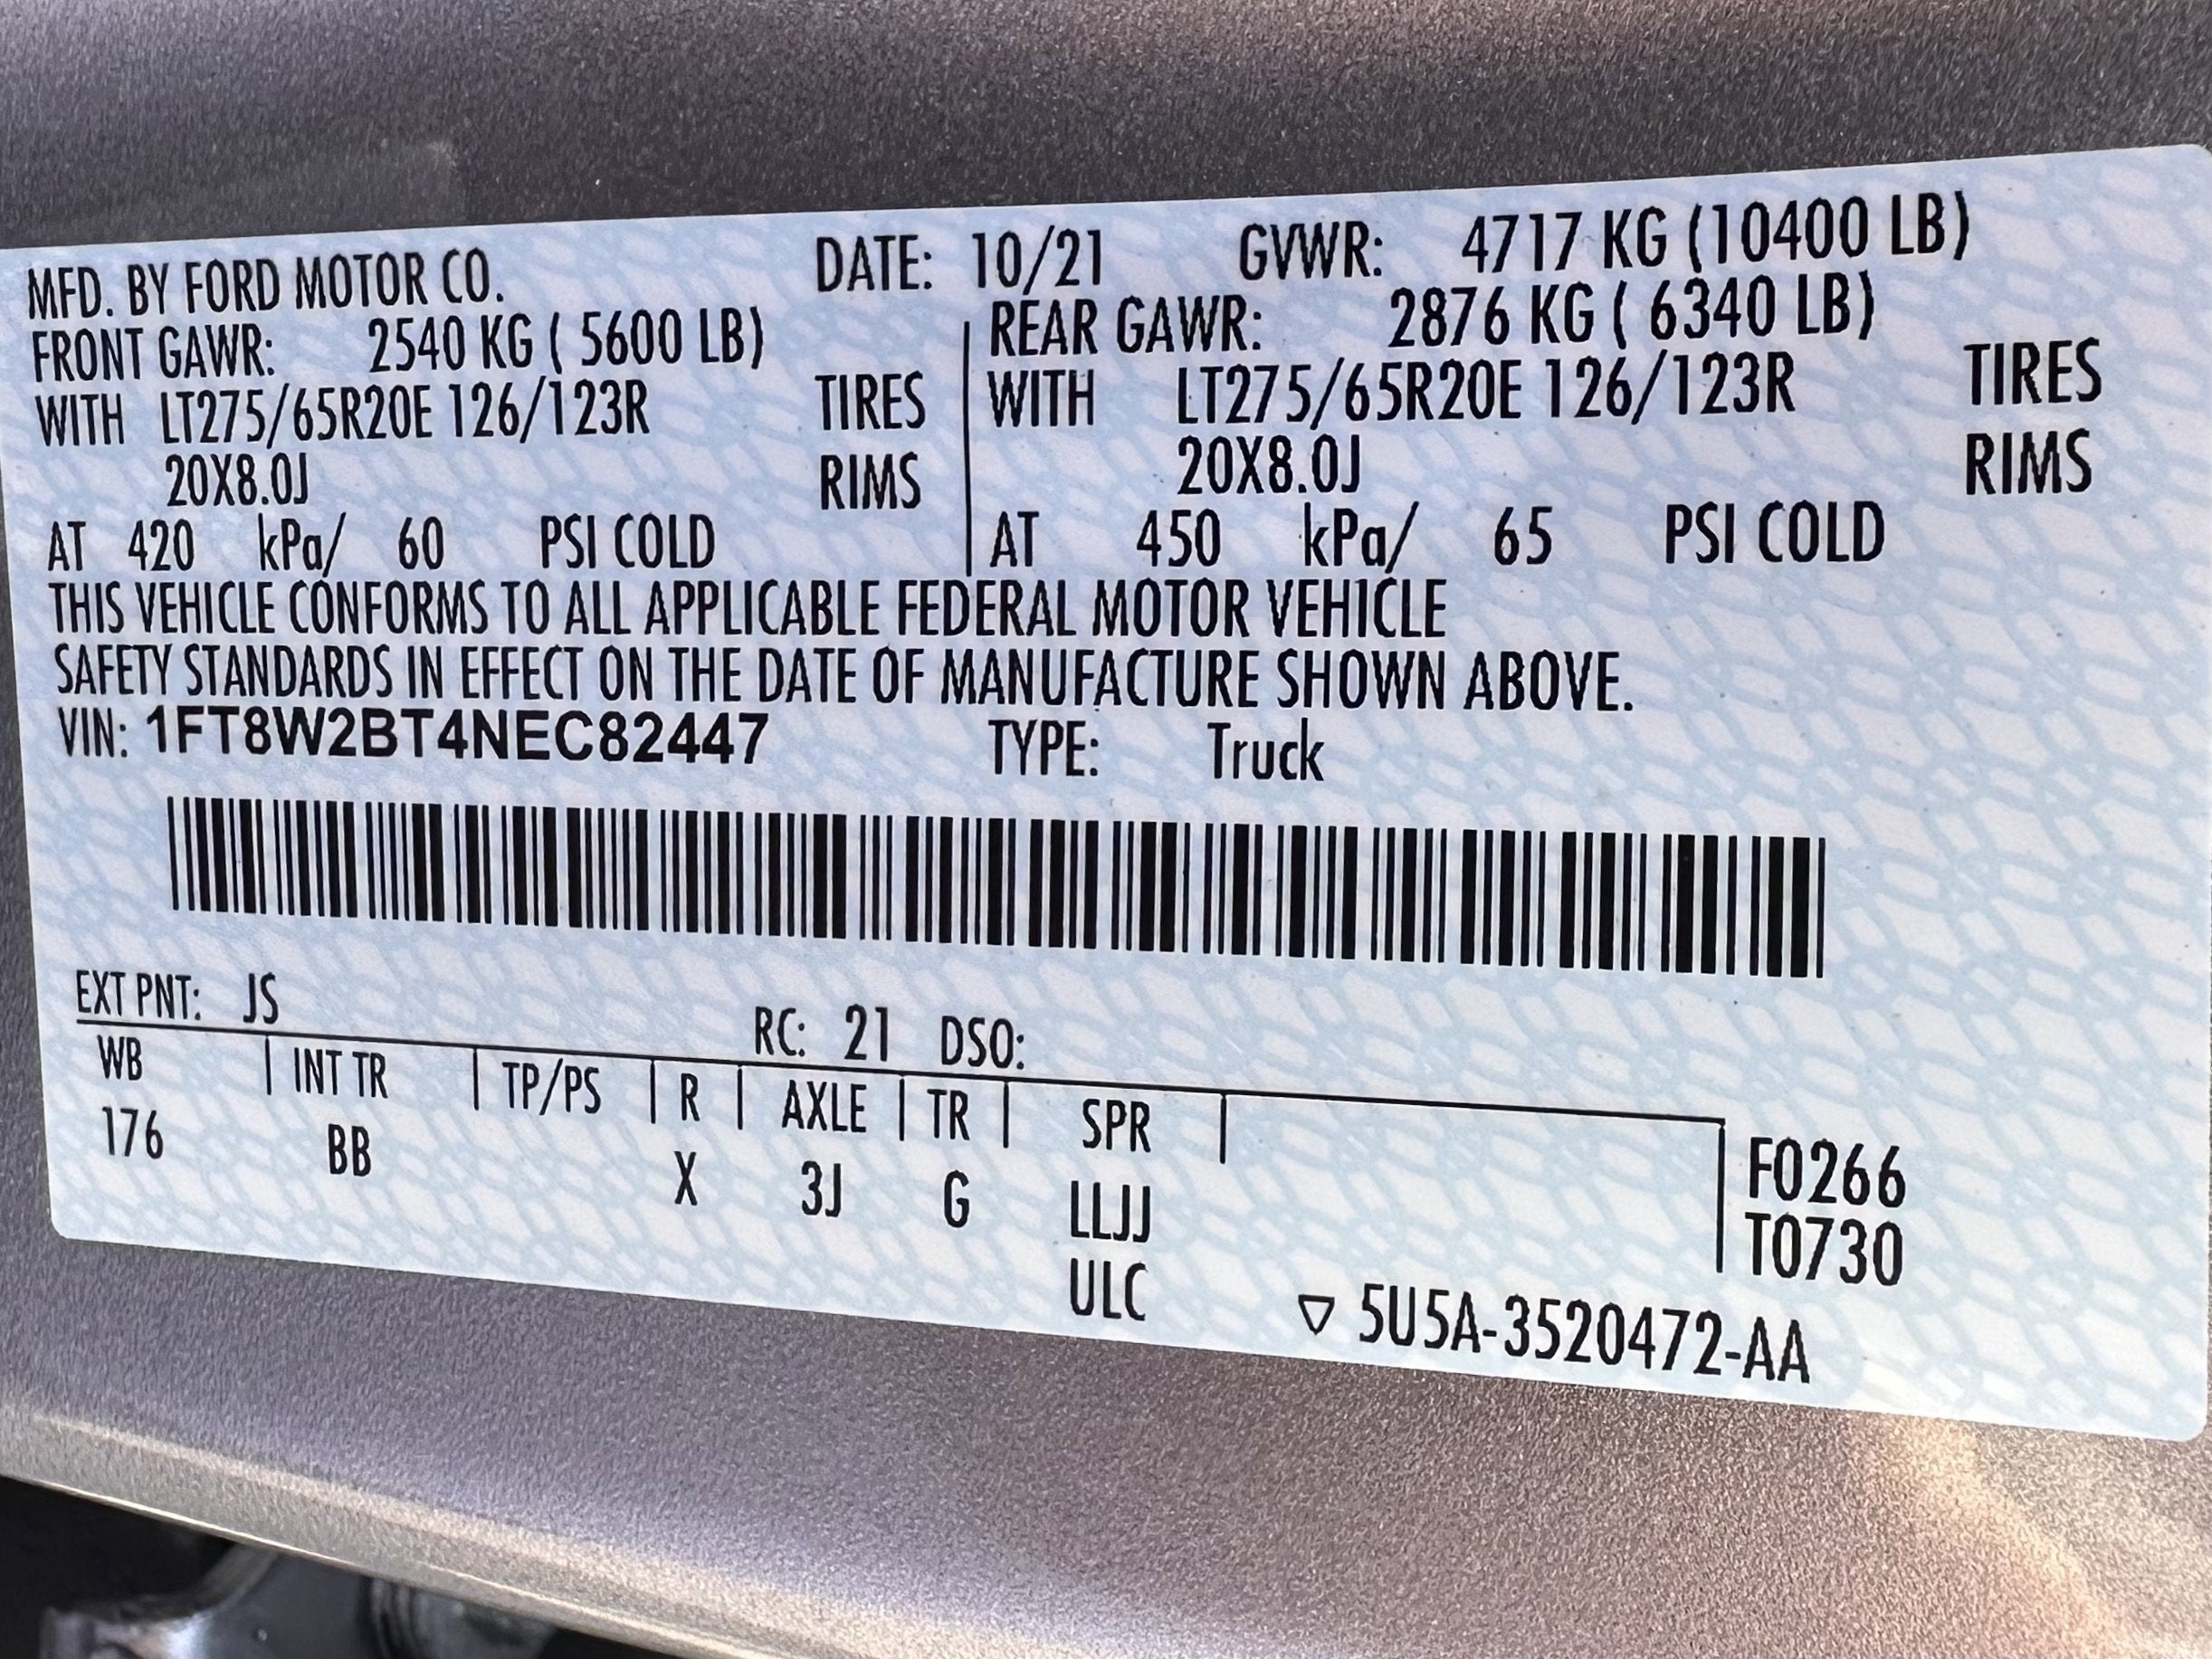 MFD. BY FORD MOTOR CO. DATE: 10/21 GVWR: 4717 KG (10400 LB)
FRONT GAWR: 2540 KG ( 5600 LB) REAR GAWR: 2876 KG ( 6340 LB)
WITH LT275/65R20E 126/123R TIRES WITH LT275/65R20E 126/123R TIRES
20X8.0J RIMS 20X8.0J RIMS
AT 420 kPa/ 60 PSI COLD AT 450 kPa/ 65 PSI COLD
THIS VEHICLE CONFORMS TO ALL APPLICABLE FEDERAL MOTOR VEHICLE
SAFETY STANDARDS IN EFFECT ON THE DATE OF MANUFACTURE SHOWN ABOVE.
VIN: 1FT8W2BT4NEC82447 TYPE: Truck
EXT PNT: JS RC: 21 DSO:
WB INT TR TP/PS R AXLE TR SPR
176 BB X 3J G LLJJ F0266
ULC T0730
▽ 5U5A-3520472-AA